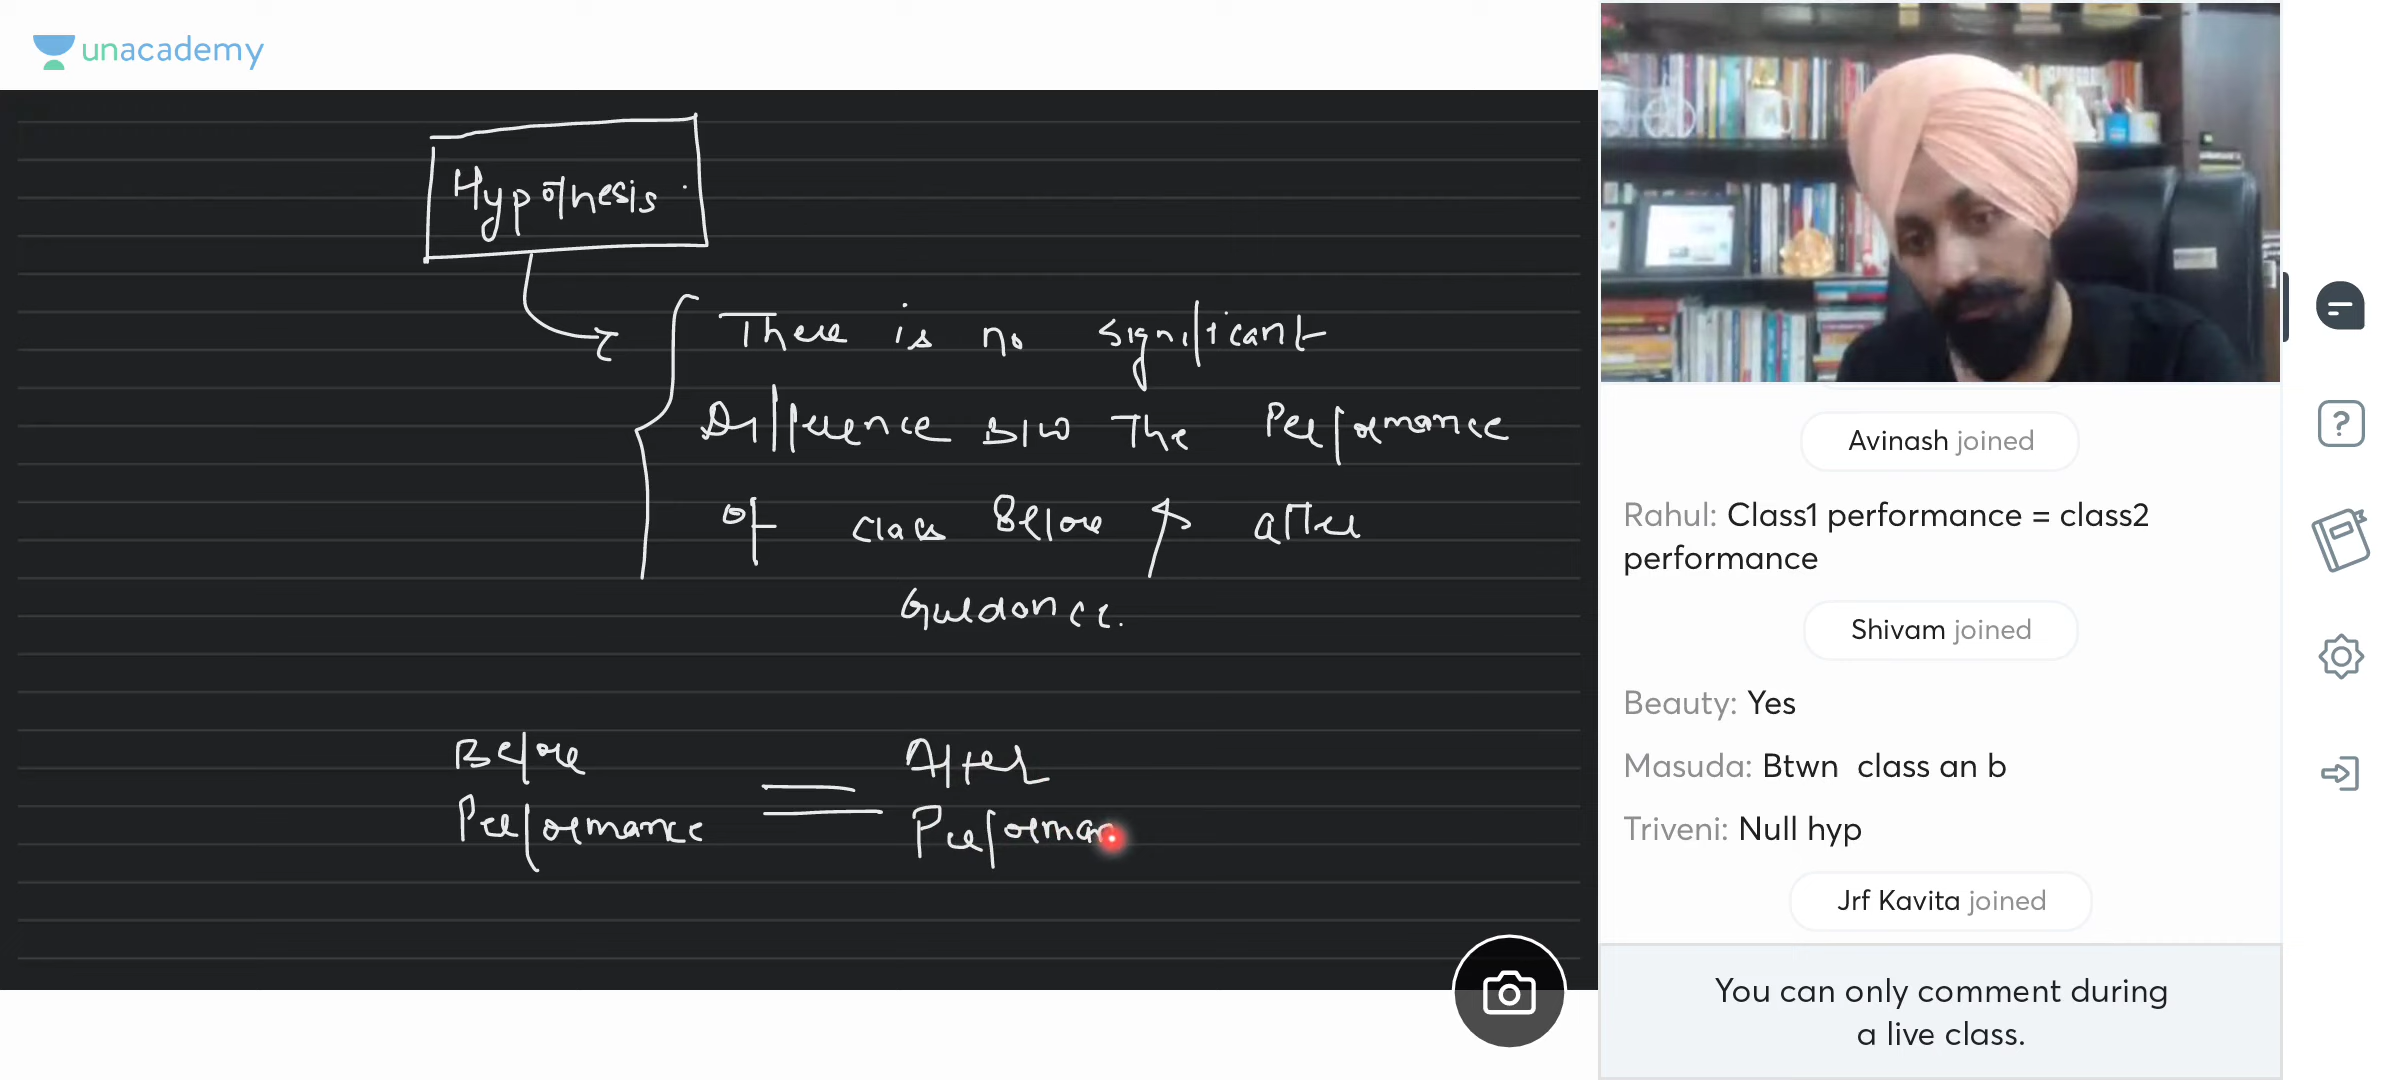 unacademy
Hypothesis
There is no significant
Difference B/W The Performance
of class Before & after
Guidance.
Before
Performance
=
After
Performan
Avinash joined
Rahul: Class1 performance = class2
performance
Shivam joined
Beauty: Yes
Masuda: Btwn class an b
Triveni: Null hyp
Jrf Kavita joined
You can only comment during
a live class.